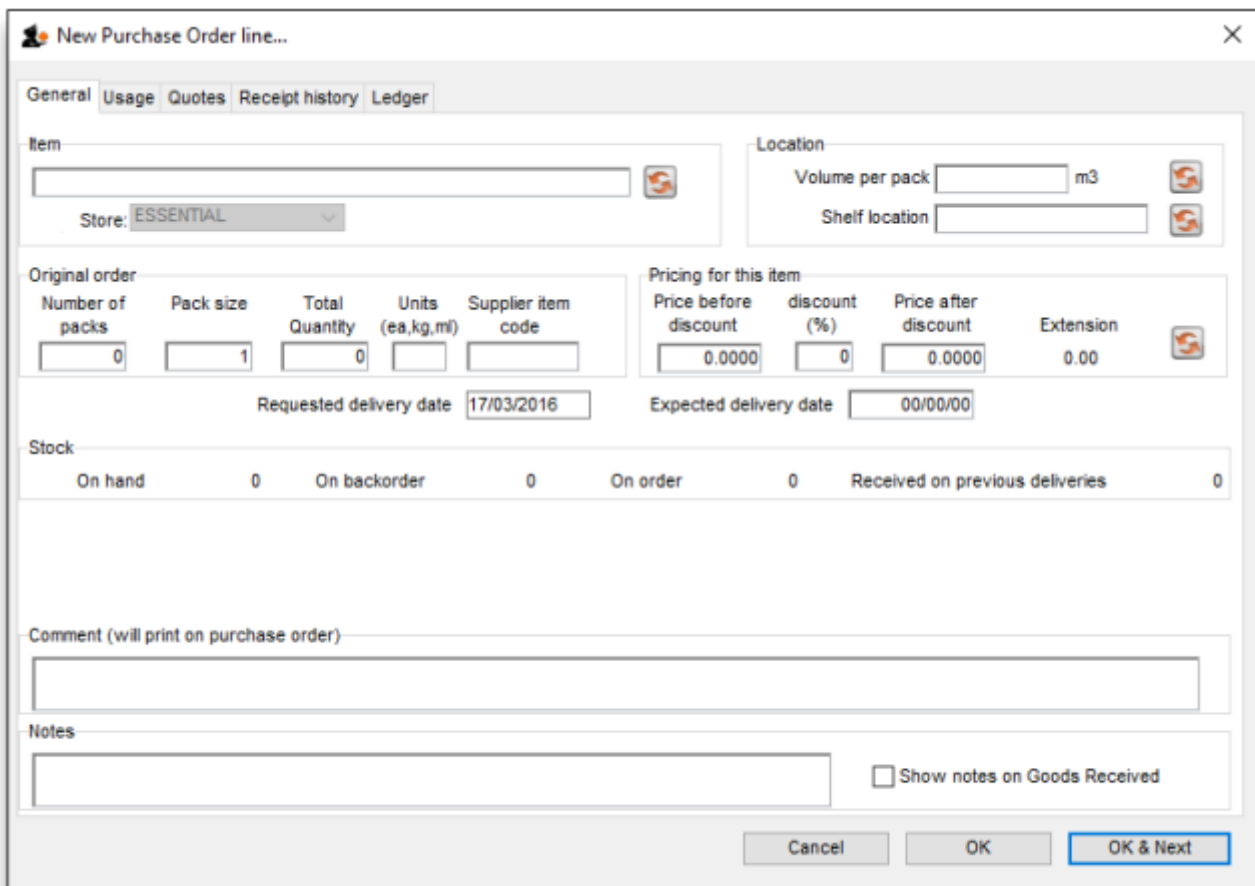 New Purchase Order line...
General Usage Quotes Receipt history Ledger
Item
Store: ESSENTIAL
Location
Volume per pack m3
Shelf location
Original order
Number of packs
Pack size
Total Quantity
Units (ea,kg,ml)
Supplier item code
0 1 0
Pricing for this item
Price before discount
discount (%)
Price after discount
Extension
0.0000 0 0.0000 0.00
Requested delivery date 17/03/2016 Expected delivery date 00/00/00
Stock
On hand 0 On backorder 0 On order 0 Received on previous deliveries 0
Comment (will print on purchase order)
Notes
Show notes on Goods Received
Cancel OK OK & Next